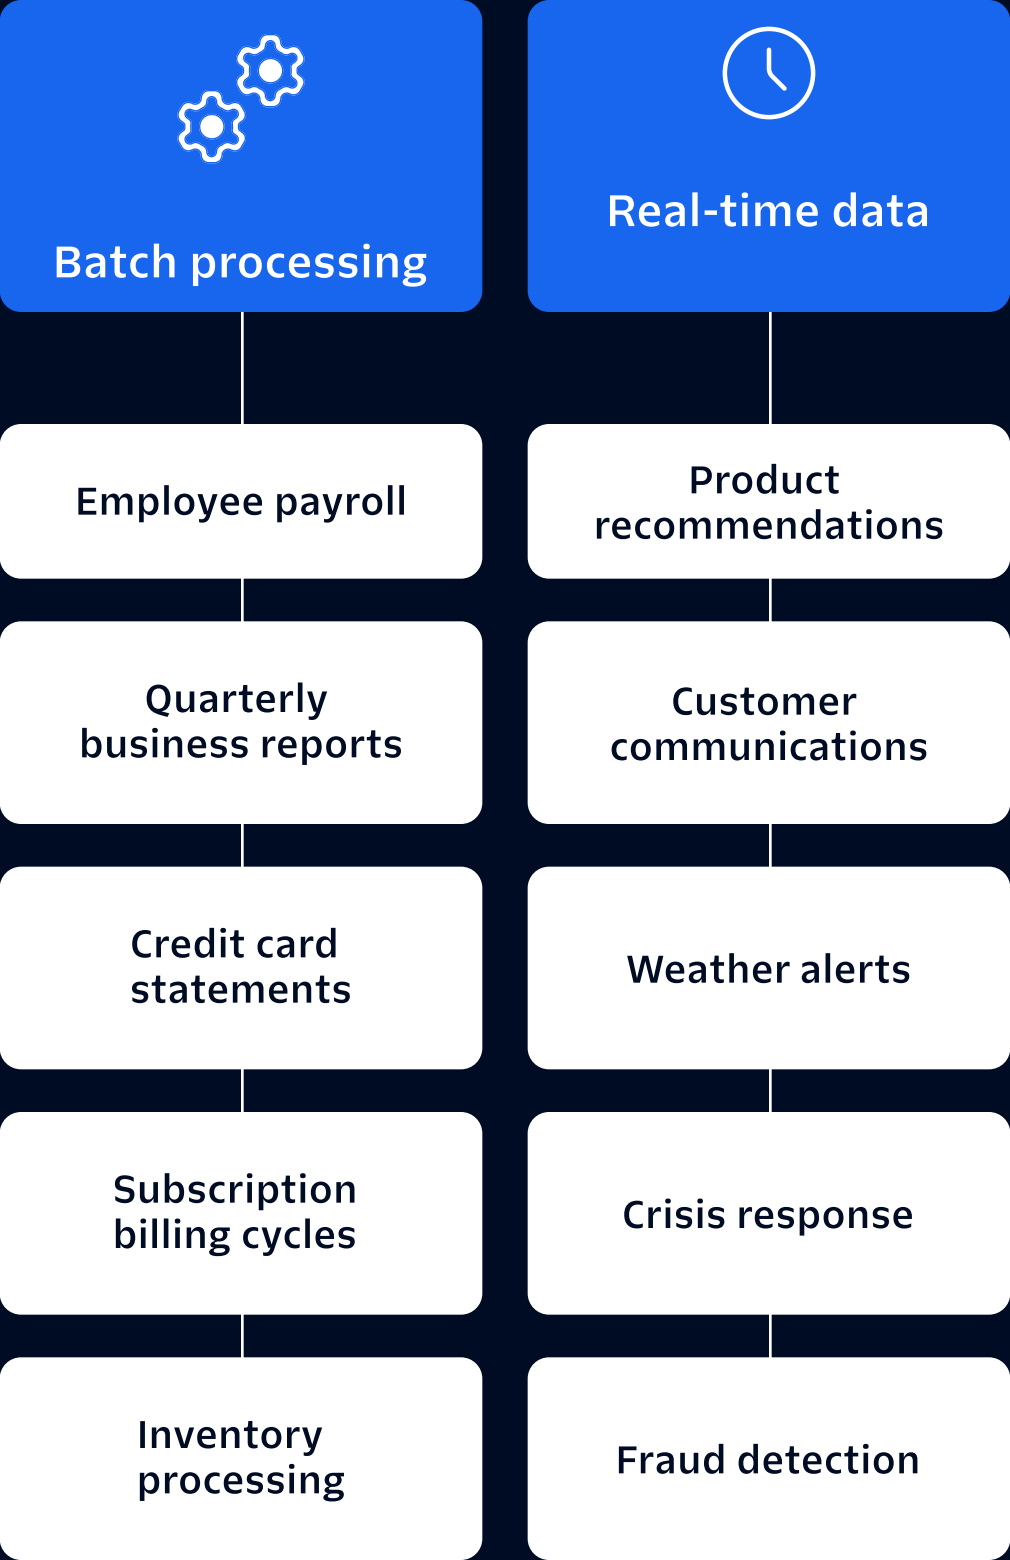 Batch processing
Employee payroll
Quarterly
business reports
Credit card
statements
Subscription
billing cycles
Inventory
processing
Real-time data
Product
recommendations
Customer
communications
Weather alerts
Crisis response
Fraud detection